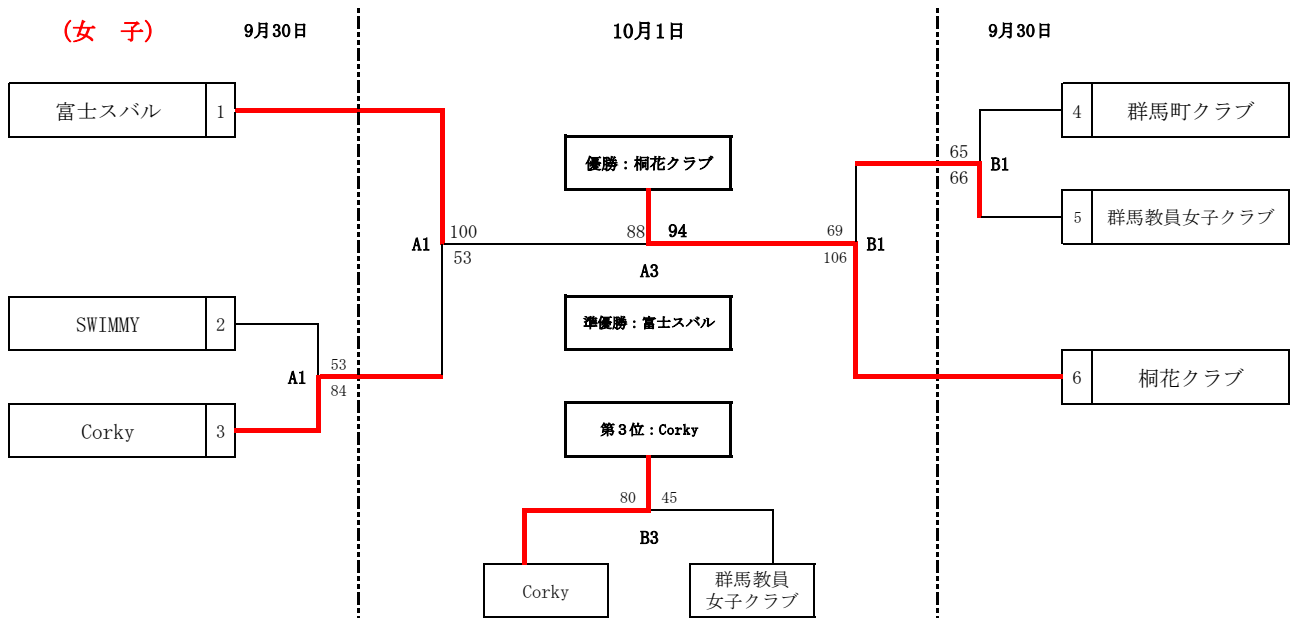 (女　子)
9月30日
10月1日
9月30日
富士スバル
1
4
群馬町クラブ
優勝：桐花クラブ
65
B1
66
5
群馬教員女子クラブ
A1
100
53
88
94
A3
69
106
B1
SWIMMY
2
準優勝：富士スバル
A1
53
84
6
桐花クラブ
Corky
3
第３位：Corky
80
45
B3
Corky
群馬教員
女子クラブ